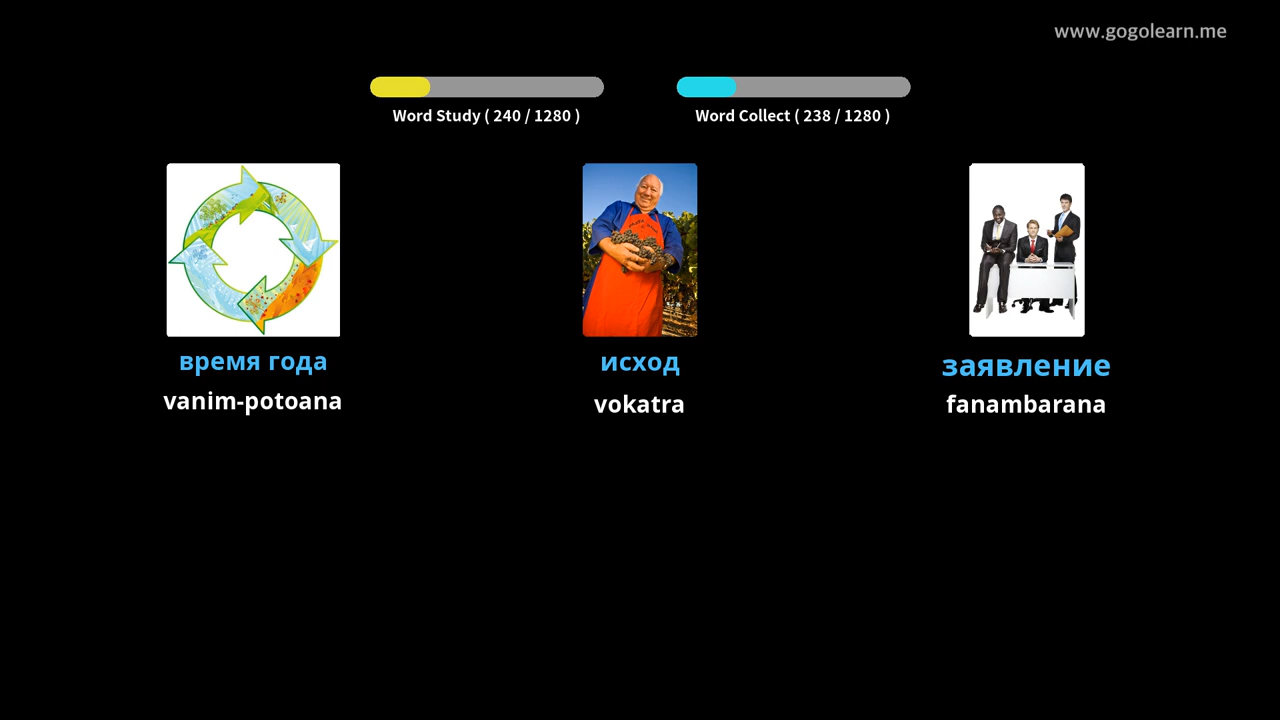 www.gogolearn.me
Word Study ( 240 / 1280 )
Word Collect ( 238 / 1280 )
время года
исход
заявление
vanim-potoana
vokatra
fanambarana